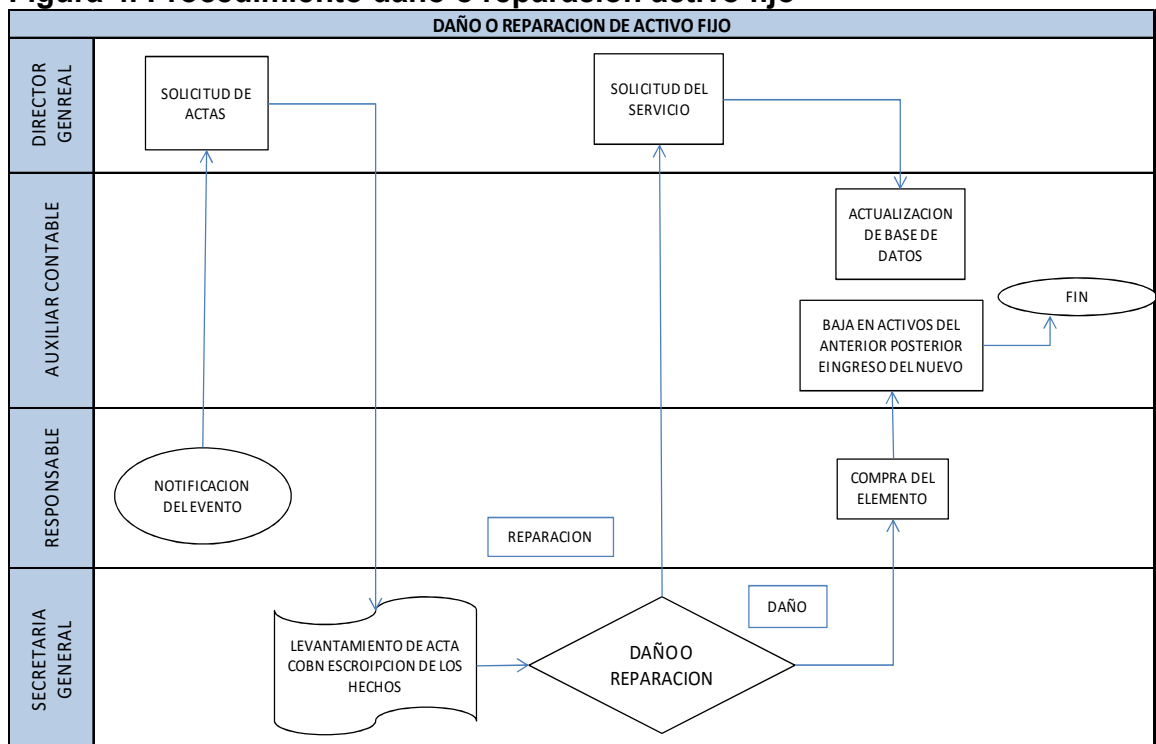 Figura 4. Procedimiento daño o reparación activo fijo
DAÑO O REPARACION DE ACTIVO FIJO
DIRECTOR
GENREAL
SOLICITUD DE
ACTAS
SOLICITUD DEL
SERVICIO
AUXILIAR CONTABLE
ACTUALIZACION
DE BASE DE
DATOS
FIN
BAJA EN ACTIVOS DEL
ANTERIOR POSTERIOR
EINGRESO DEL NUEVO
RESPONSABLE
NOTIFICACION
DEL EVENTO
COMPRA DEL
ELEMENTO
REPARACION
SECRETARIA
GENERAL
DAÑO
LEVANTAMIENTO DE ACTA
COBN ESCROIPCION DE LOS
HECHOS
DAÑO O
REPARACION